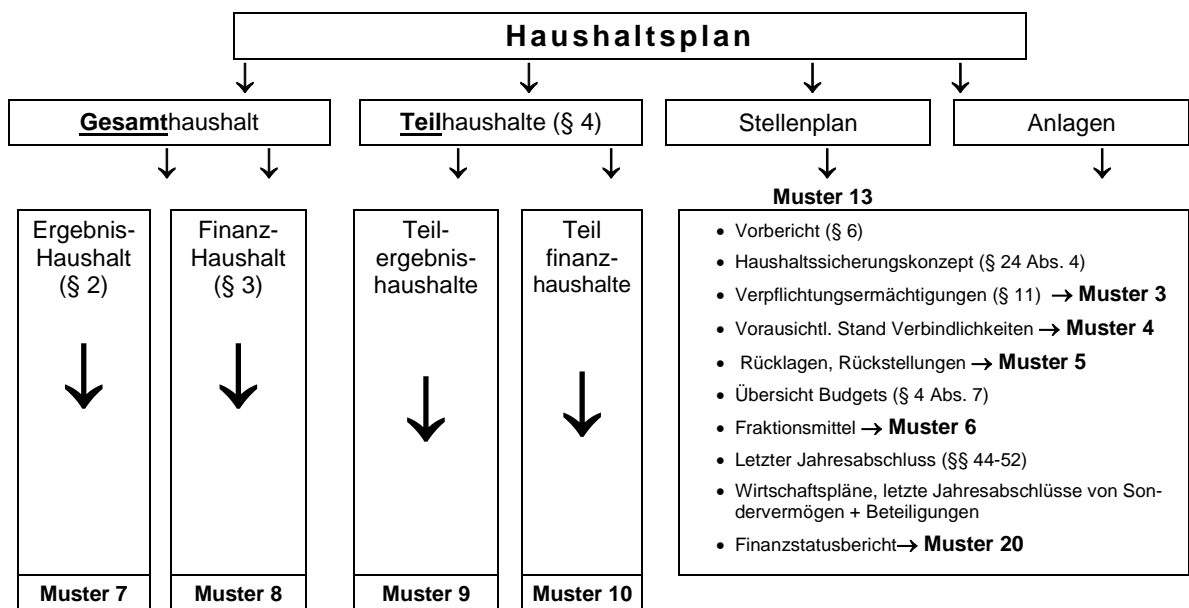 Haushaltsplan
Gesamthaushalt
Teilhaushalte (§ 4)
Stellenplan
Anlagen
Muster 13
Ergebnis-
Haushalt
(§ 2)
Muster 7
Finanz-
Haushalt
(§ 3)
Muster 8
Teil-
ergebnis-
haushalte
Muster 9
Teil
finanz-
haushalte
Muster 10
• Vorbericht (§ 6)
• Haushaltssicherungskonzept (§ 24 Abs. 4)
• Verpflichtungsermächtigungen (§ 11) → Muster 3
• Vorausichtl. Stand Verbindlichkeiten → Muster 4
• Rücklagen, Rückstellungen → Muster 5
• Übersicht Budgets (§ 4 Abs. 7)
• Fraktionsmittel → Muster 6
• Letzter Jahresabschluss (§§ 44-52)
• Wirtschaftspläne, letzte Jahresabschlüsse von Son-
dervermögen + Beteiligungen
• Finanzstatusbericht→ Muster 20